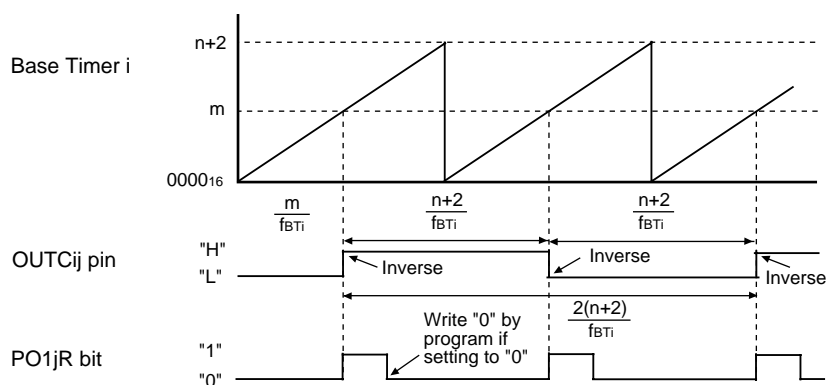 n+2
Base Timer i
m
000016
m
fBTi
n+2
fBTi
n+2
fBTi
OUTCij pin
"H"
"L"
Inverse
Inverse
Inverse
2(n+2)
fBTi
Write "0" by
program if
setting to "0"
PO1jR bit
"1"
"0"